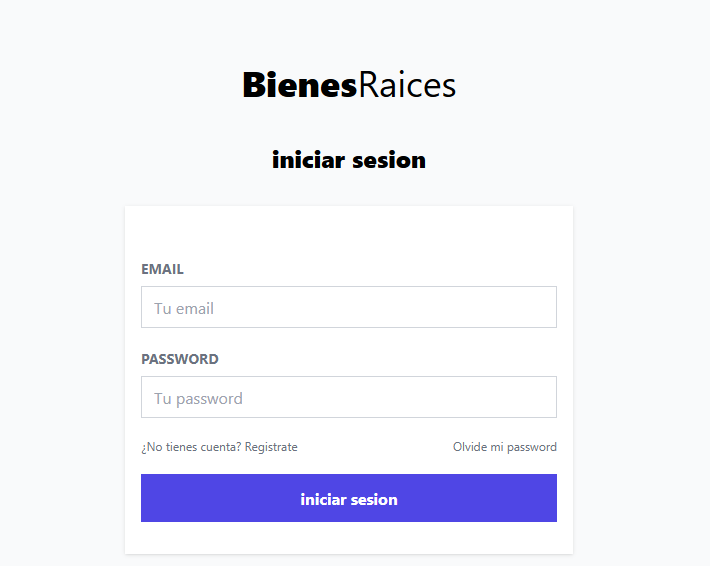 BienesRaices
iniciar sesion
EMAIL
Tu email
PASSWORD
Tu password
¿No tienes cuenta? Registrate
Olvide mi password
iniciar sesion